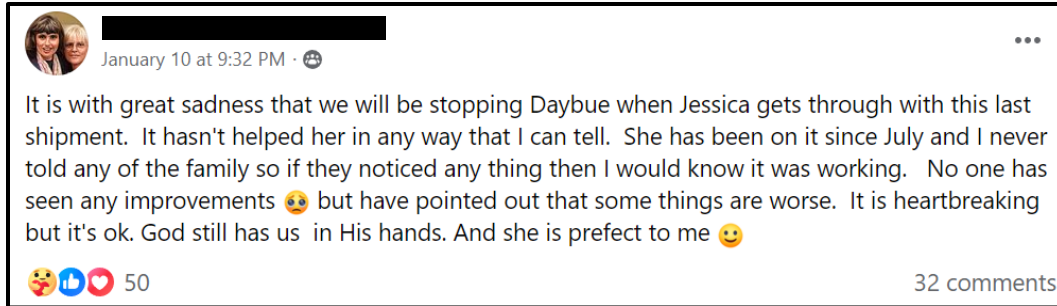 January 10 at 9:32 PM ·
It is with great sadness that we will be stopping Daybue when Jessica gets through with this last
shipment. It hasn't helped her in any way that I can tell. She has been on it since July and I never
told any of the family so if they noticed any thing then I would know it was working. No one has
seen any improvements 🥺 but have pointed out that some things are worse. It is heartbreaking
but it's ok. God still has us in His hands. And she is prefect to me 🙂
50
32 comments